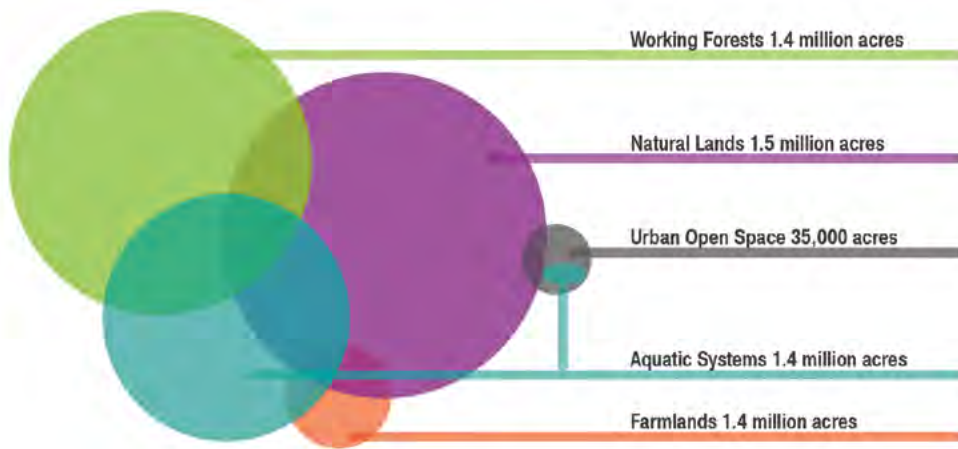 Working Forests 1.4 million acres
Natural Lands 1.5 million acres
Urban Open Space 35,000 acres
Aquatic Systems 1.4 million acres
Farmlands 1.4 million acres